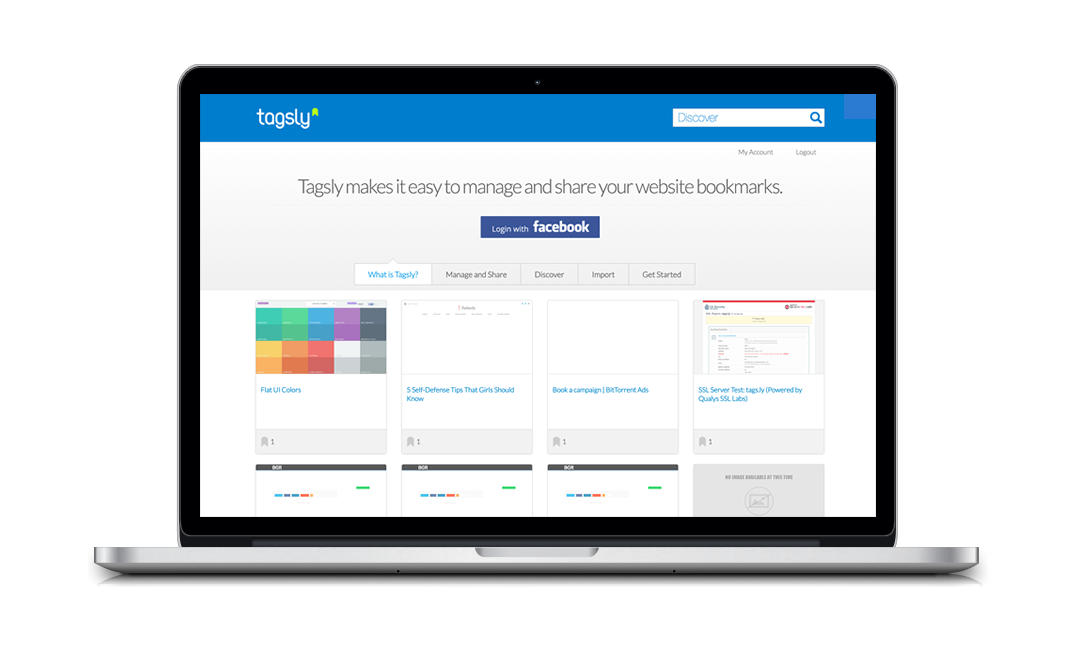 tagsly
Discover
My Account Logout
Tagsly makes it easy to manage and share your website bookmarks.
Login with facebook
What is Tagsly? Manage and Share Discover Import Get Started
Flat UI Colors
5 Self-Defense Tips That Girls Should
Know
Book a campaign | BitTorrent Ads
SSL Server Test: tags.ly (Powered by
Qualys SSL Labs)
1 1 1 1
BGR BGR BGR
NO IMAGE AVAILABLE AT THIS TIME